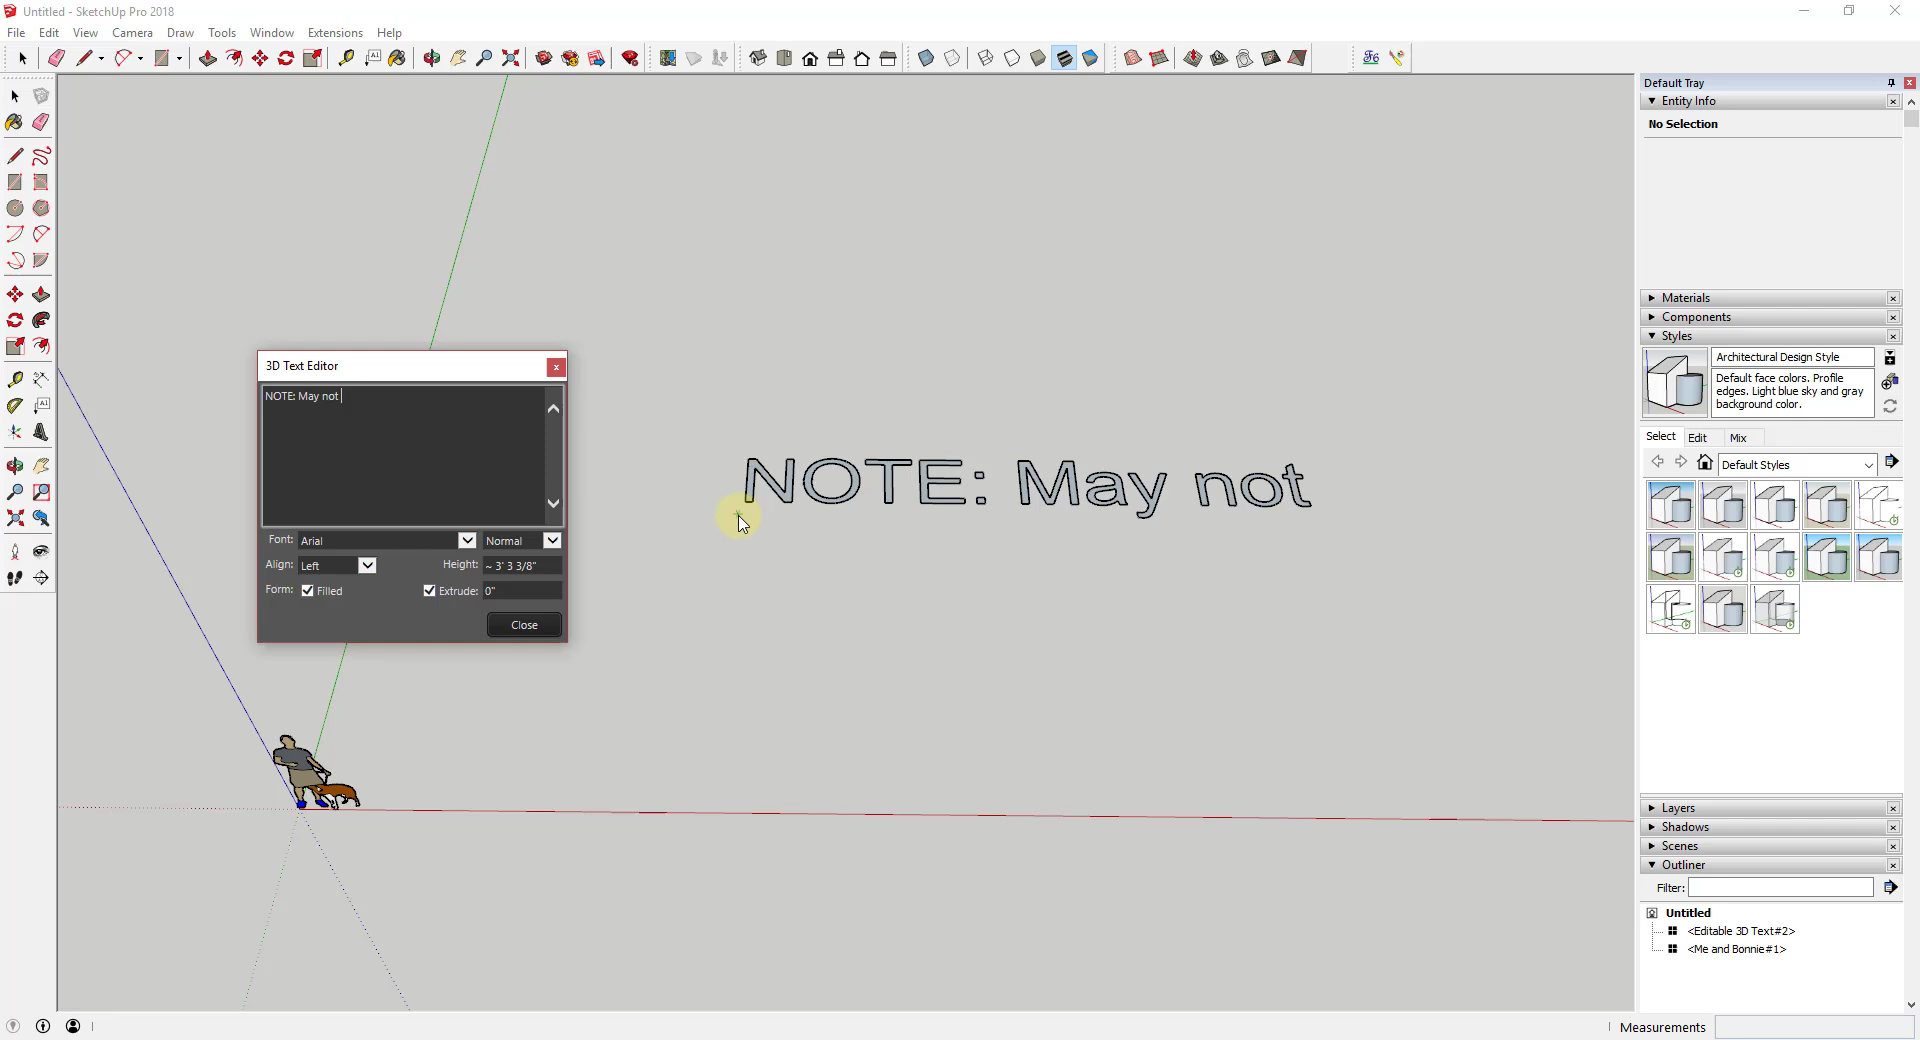 Untitled - SketchUp Pro 2018
File Edit View Camera Draw Tools Window Extensions Help
Default Tray
Entity Info
No Selection
3D Text Editor
NOTE: May not
Font: Arial Normal
Align: Left Height: ~ 3' 3 3/8"
Form: Filled Extrude: 0"
Close
NOTE: May not
Materials
Components
Styles
Architectural Design Style
Default face colors. Profile
edges. Light blue sky and gray
background color.
Select Edit Mix
Default Styles
Layers
Shadows
Scenes
Outliner
Filter:
Untitled
<Editable 3D Text#2>
<Me and Bonnie#1>
Measurements